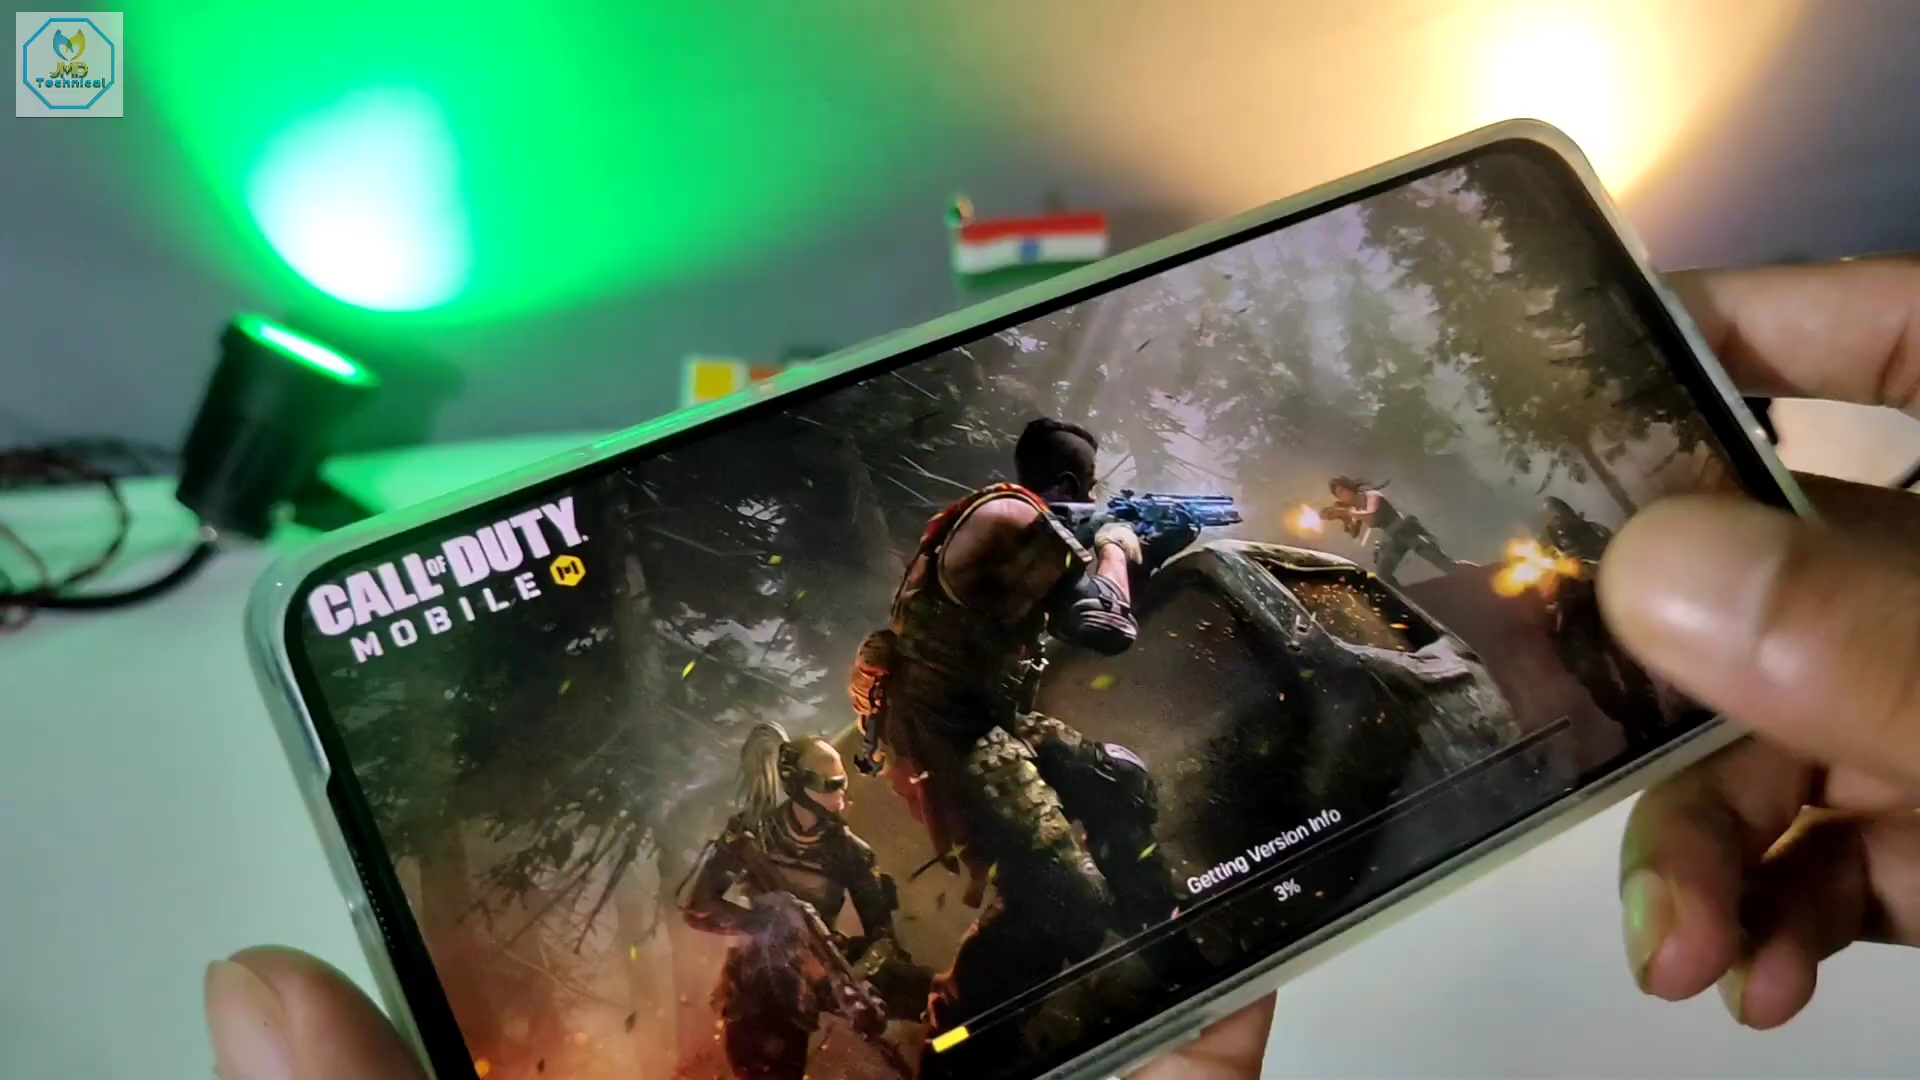 JMD
Technical
CALL OF DUTY
MOBILE
Getting Version Info
3%